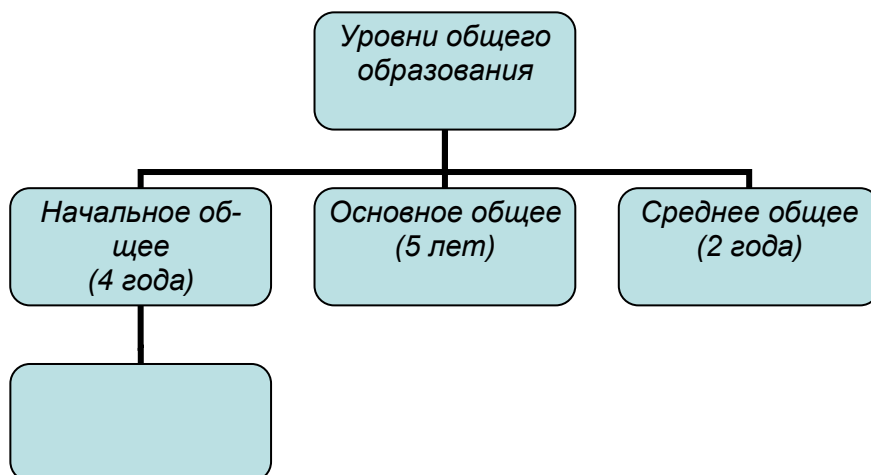 Уровни общего
образования
Начальное об-
щее
(4 года)
Основное общее
(5 лет)
Среднее общее
(2 года)